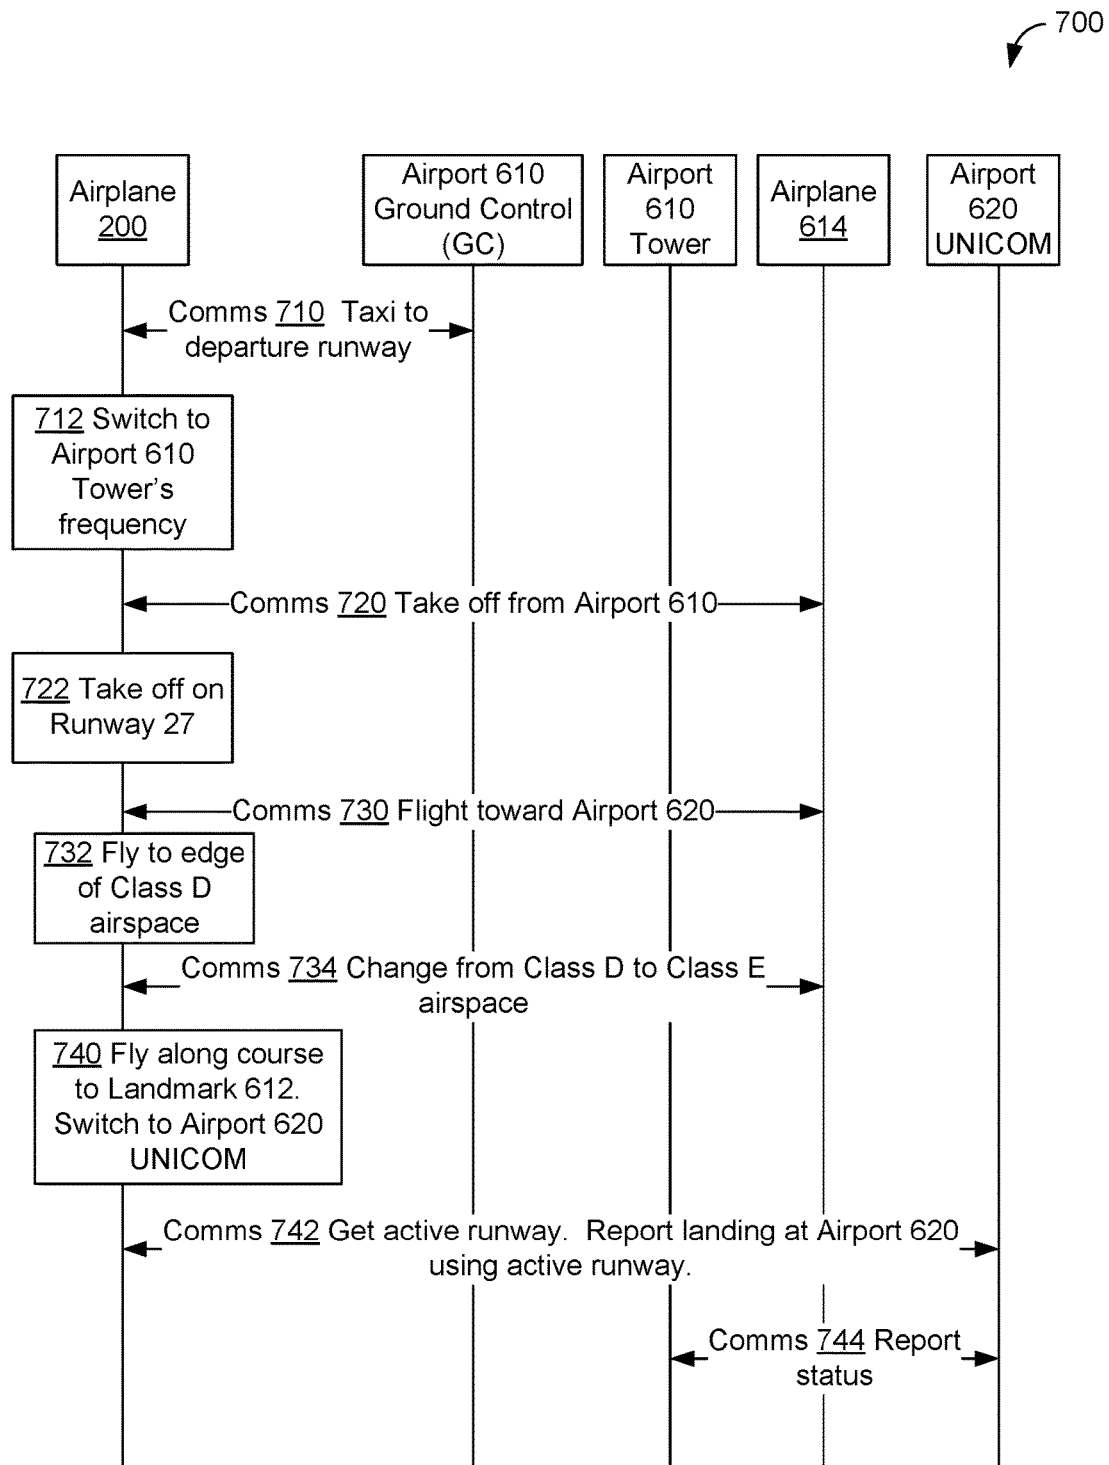 700
Airplane
200
Airport 610
Ground Control
(GC)
Airport
610
Tower
Airplane
614
Airport
620
UNICOM
Comms 710 Taxi to
departure runway
712 Switch to
Airport 610
Tower's
frequency
Comms 720 Take off from Airport 610
722 Take off on
Runway 27
Comms 730 Flight toward Airport 620
732 Fly to edge
of Class D
airspace
Comms 734 Change from Class D to Class E
airspace
740 Fly along course
to Landmark 612.
Switch to Airport 620
UNICOM
Comms 742 Get active runway. Report landing at Airport 620
using active runway.
Comms 744 Report
status